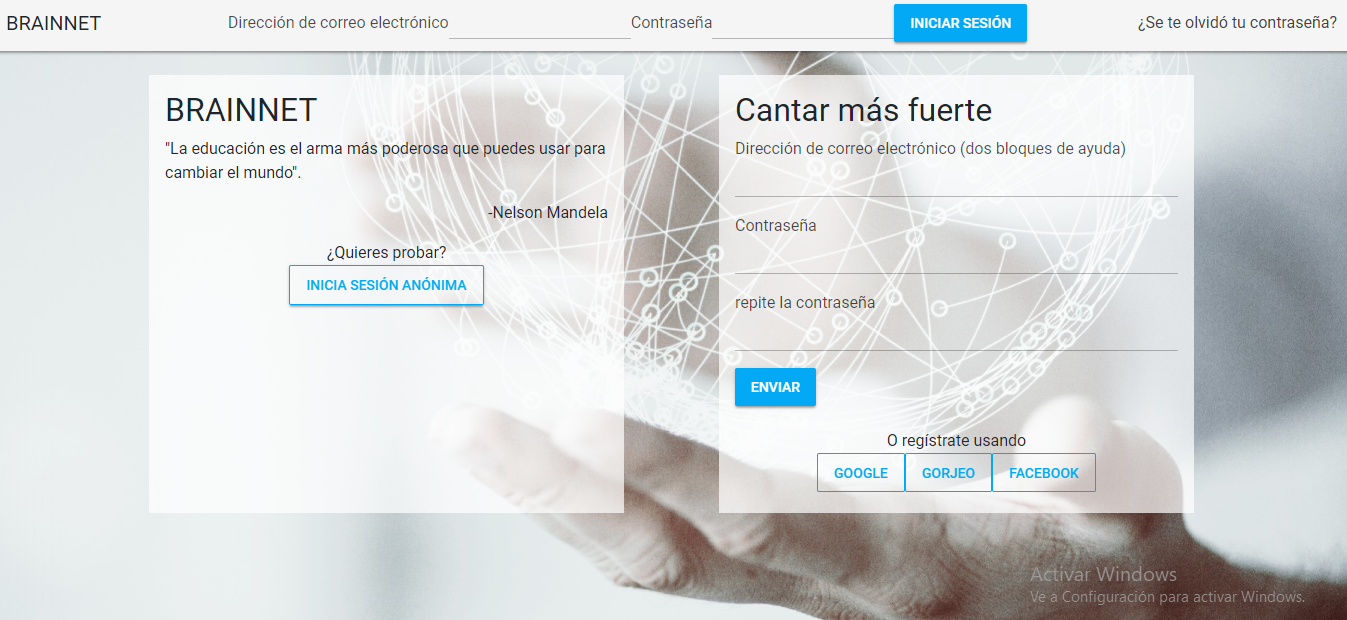 BRAINNET
Dirección de correo electrónico
Contraseña
INICIAR SESIÓN
¿Se te olvidó tu contraseña?
BRAINNET
"La educación es el arma más poderosa que puedes usar para
cambiar el mundo".
-Nelson Mandela
¿Quieres probar?
INICIA SESIÓN ANÓNIMA
Cantar más fuerte
Dirección de correo electrónico (dos bloques de ayuda)
Contraseña
repite la contraseña
ENVIAR
O regístrate usando
GOOGLE
GORJEO
FACEBOOK
Activar Windows
Ve a Configuración para activar Windows.